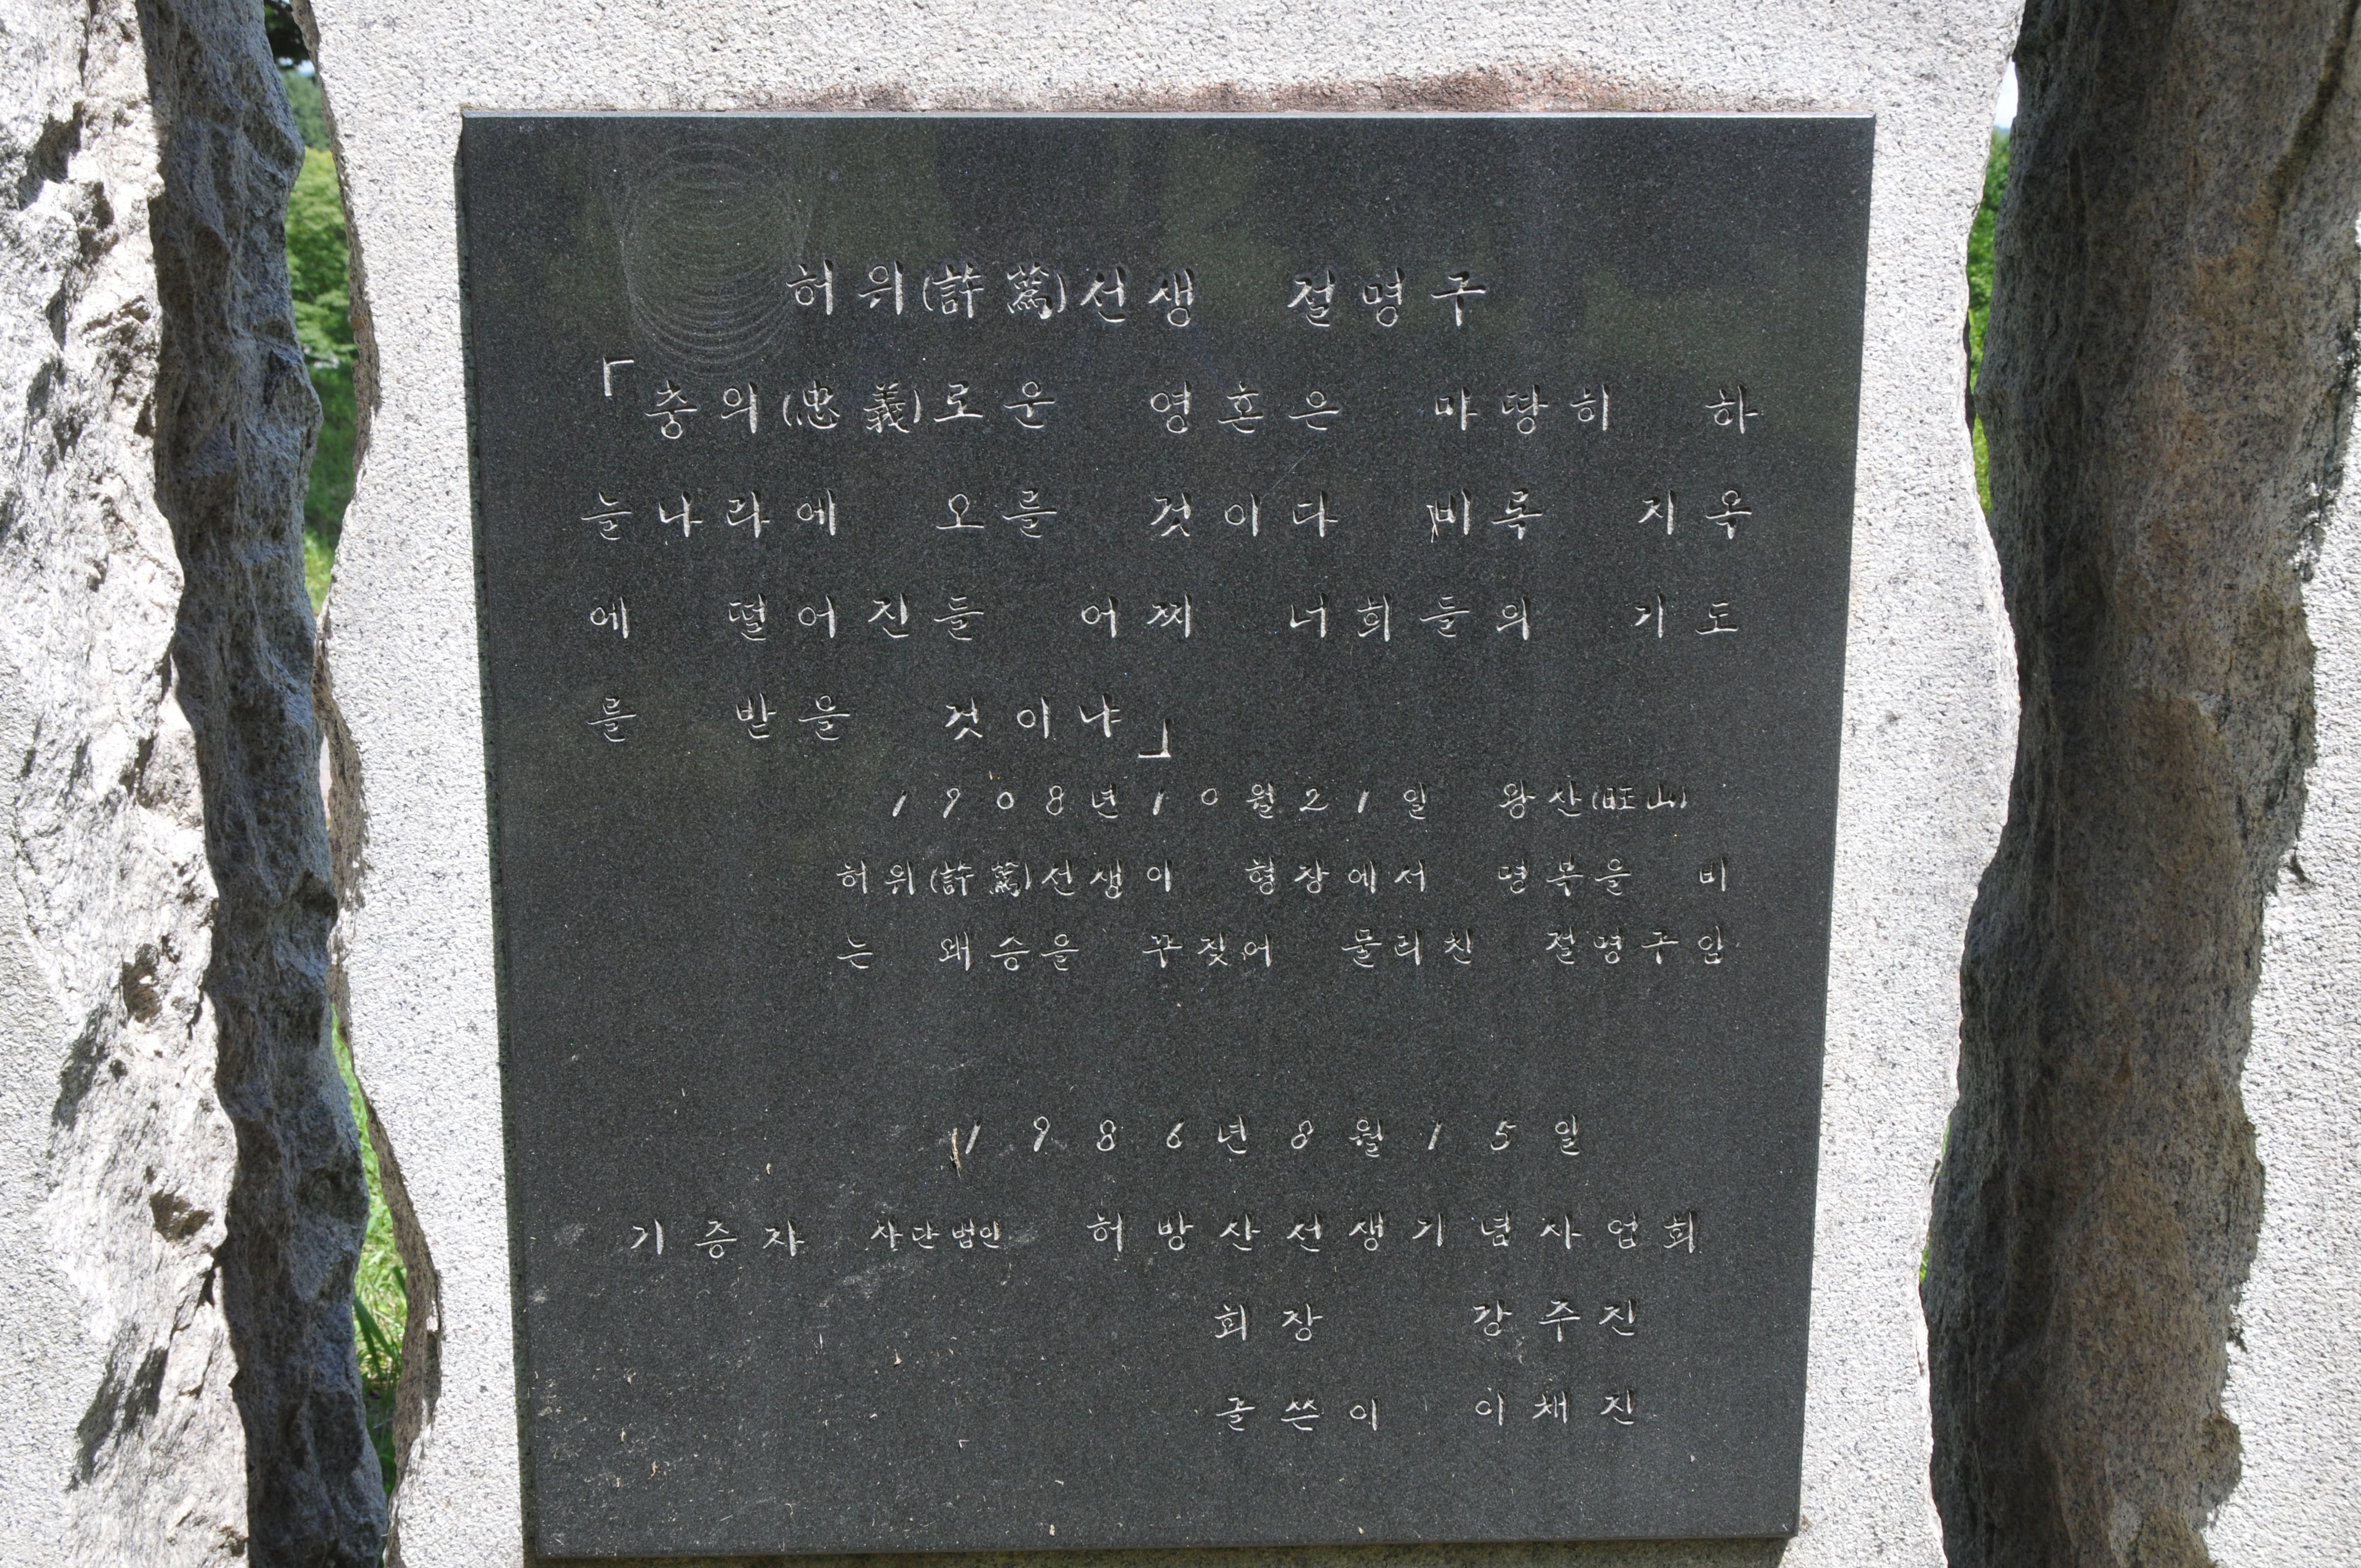 허위(許蔿)선생 절명구
「충의(忠義)로운 영혼은 마땅히 하
늘나라에 오를 것이다 비록 지옥
에 떨어진들 어찌 너희들의 기도
를 받을 것이냐」
1908년10월21일 왕산(旺山)
허위(許蔿)선생이 형장에서 명복을 비
는 왜승을 꾸짖어 물리친 절명구임
1986년8월15일
기증자 사단법인 허방산선생기념사업회
회장 강주진
글쓴이 이채진